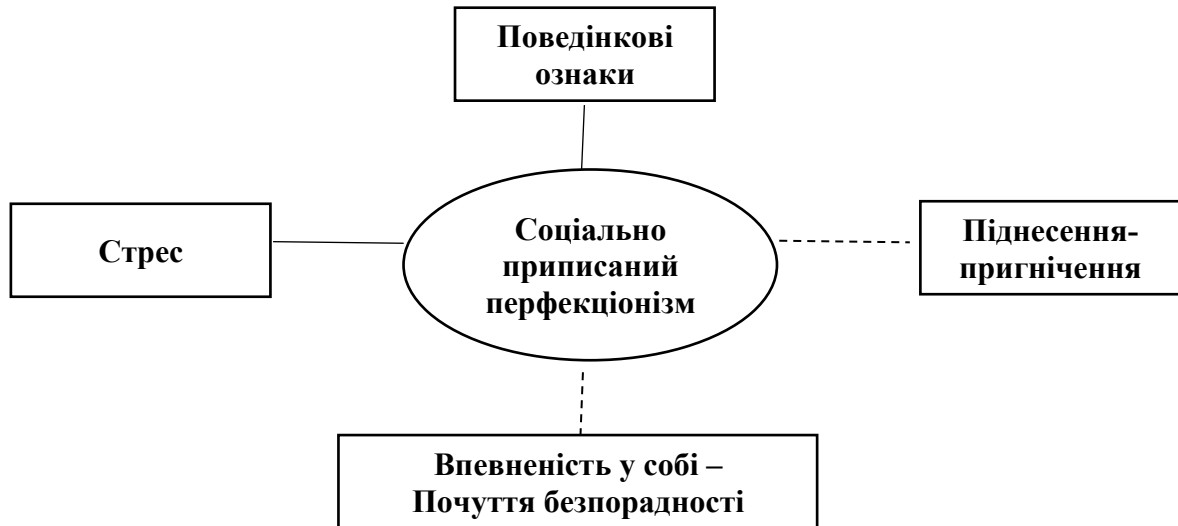 Поведінкові
ознаки
Стрес
Соціально
приписаний
перфекціонізм
Піднесення-
пригнічення
Впевненість у собі –
Почуття безпорадності